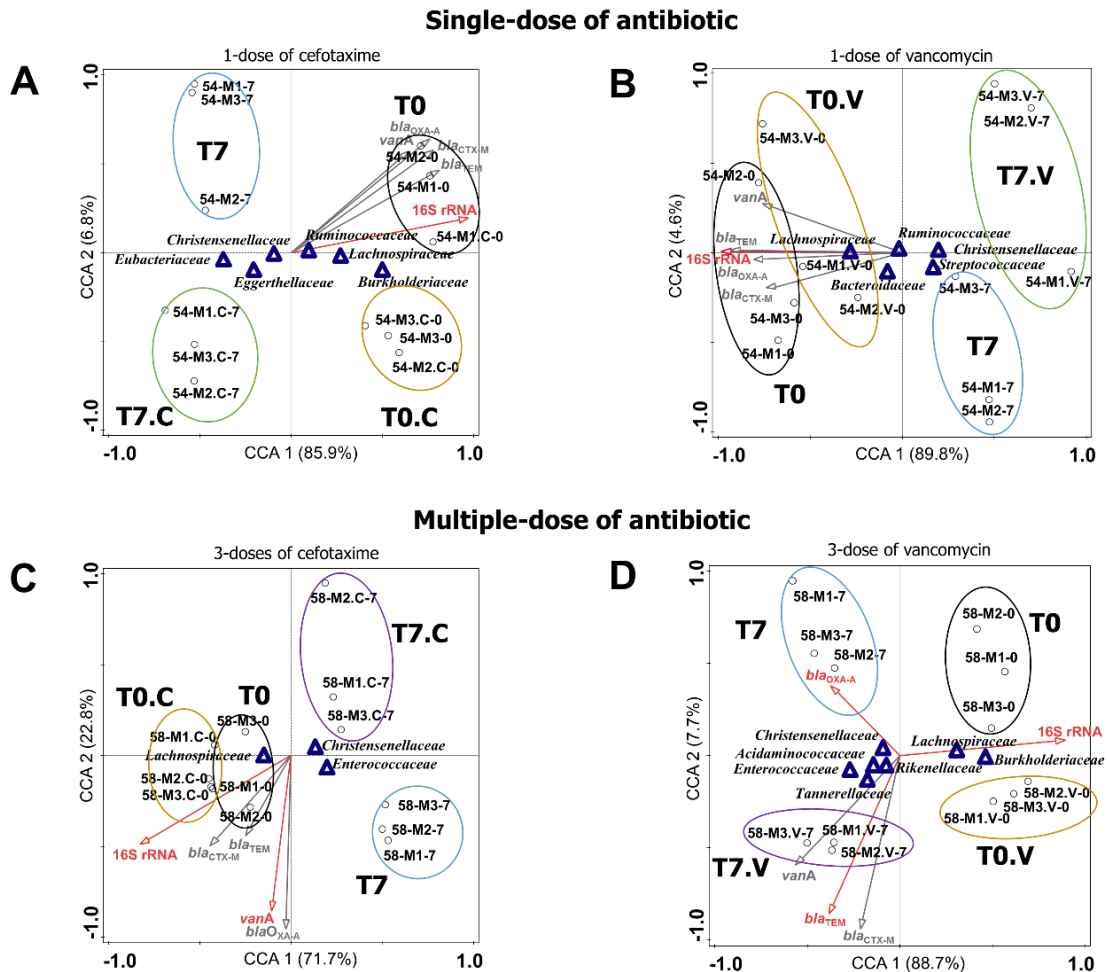 Single-dose of antibiotic
A
1-dose of cefotaxime
1.0
54-M1-7
54-M3-7
T7
54-M2-7
T0
blaOXA-A
vanA
blaCTX-M
54-M2-0
blaTEM
54-M1-0
16S rRNA
54-M1.C-0
Christensenellaceae
Ruminococcaceae
Eubacteriaceae
Lachnospiraceae
Eggerthellaceae
Burkholderiaceae
54-M1.C-7
54-M3.C-7
54-M2.C-7
54-M3.C-0
54-M3-0
54-M2.C-0
T7.C
T0.C
CCA 2 (6.8%)
-1.0
-1.0
CCA 1 (85.9%)
1.0
B
1-dose of vancomycin
1.0
T0.V
54-M3.V-0
54-M3.V-7
54-M2.V-7
54-M2-0
vanA
T7.V
blaTEM
Lachnospiraceae
Ruminococcaceae
16S rRNA
Christensenellaceae
54-M1.V-0
Streptococcaceae
blaOXA-A
Bacteroidaceae
54-M3-7
54-M1.V-7
blaCTX-M
54-M2.V-0
54-M3-0
54-M1-0
T7
T0
54-M1-7
54-M2-7
CCA 2 (4.6%)
-1.0
-1.0
CCA 1 (89.8%)
1.0
Multiple-dose of antibiotic
C
3-doses of cefotaxime
1.0
58-M2.C-7
T7.C
58-M1.C-7
58-M3.C-7
T0.C
T0
58-M3-0
58-M1.C-0
Lachnospiraceae
Christensenellaceae
Enterococcaceae
58-M2.C-0
58-M1-0
58-M3.C-0
58-M2-0
58-M3-7
58-M2-7
58-M1-7
16S rRNA
blaCTX-M
blaTEM
T7
vanA
blaOXA-A
CCA 2 (22.8%)
-1.0
-1.0
CCA 1 (71.7%)
1.0
D
3-dose of vancomycin
1.0
T7
58-M1-7
58-M3-7
58-M2-7
blaOXA-A
T0
58-M2-0
58-M1-0
58-M3-0
16S rRNA
Christensenellaceae
Lachnospiraceae
Acidaminococcaceae
Burkholderiaceae
Enterococcaceae
Rikenellaceae
Tannerellaceae
58-M2.V-0
58-M3.V-0
58-M1.V-0
T0.V
58-M3.V-7
58-M1.V-7
58-M2.V-7
T7.V
vanA
blaTEM
blaCTX-M
CCA 2 (7.7%)
-1.0
-1.0
CCA 1 (88.7%)
1.0